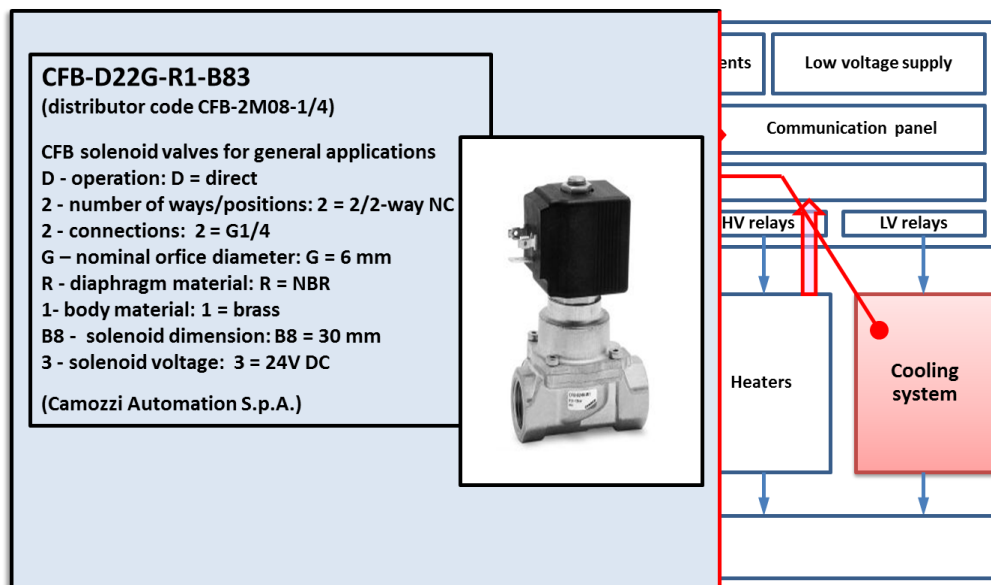 CFB-D22G-R1-B83
(distributor code CFB-2M08-1/4)
CFB solenoid valves for general applications
D - operation: D = direct
2 - number of ways/positions: 2 = 2/2-way NC
2 - connections: 2 = G1/4
G – nominal orfice diameter: G = 6 mm
R - diaphragm material: R = NBR
1- body material: 1 = brass
B8 - solenoid dimension: B8 = 30 mm
3 - solenoid voltage: 3 = 24V DC
(Camozzi Automation S.p.A.)
ents
Low voltage supply
Communication panel
HV relays
LV relays
Heaters
Cooling
system